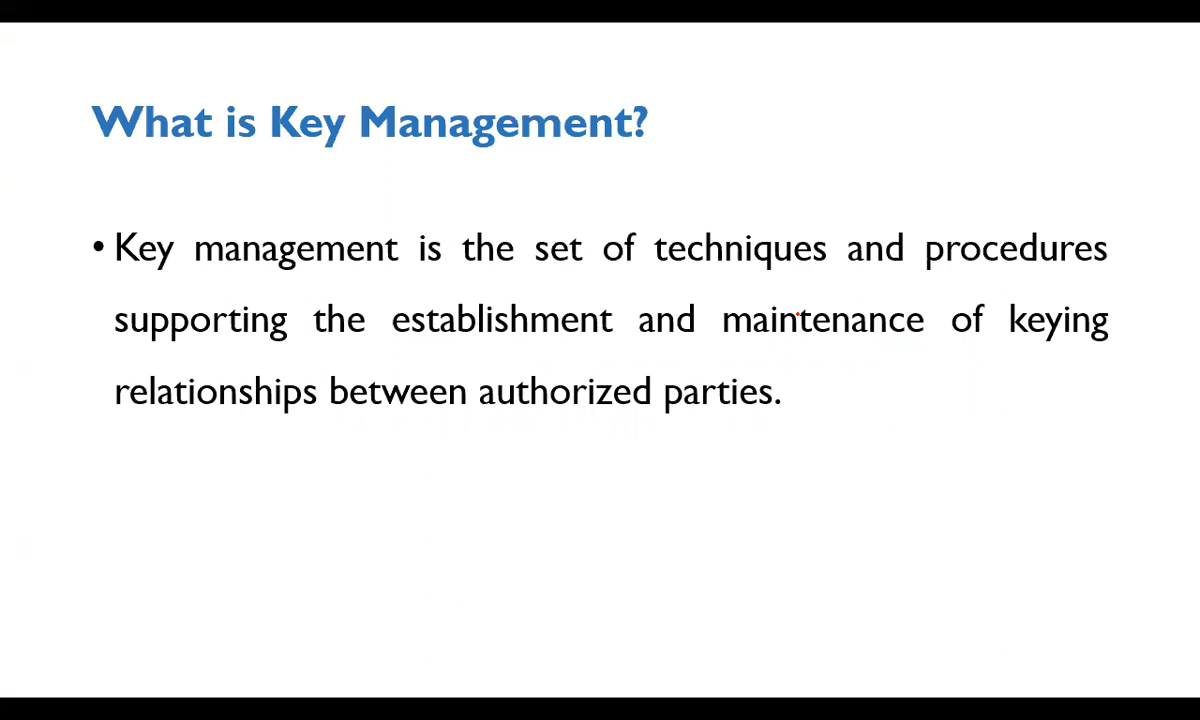 What is Key Management?
• Key management is the set of techniques and procedures
supporting the establishment and maintenance of keying
relationships between authorized parties.